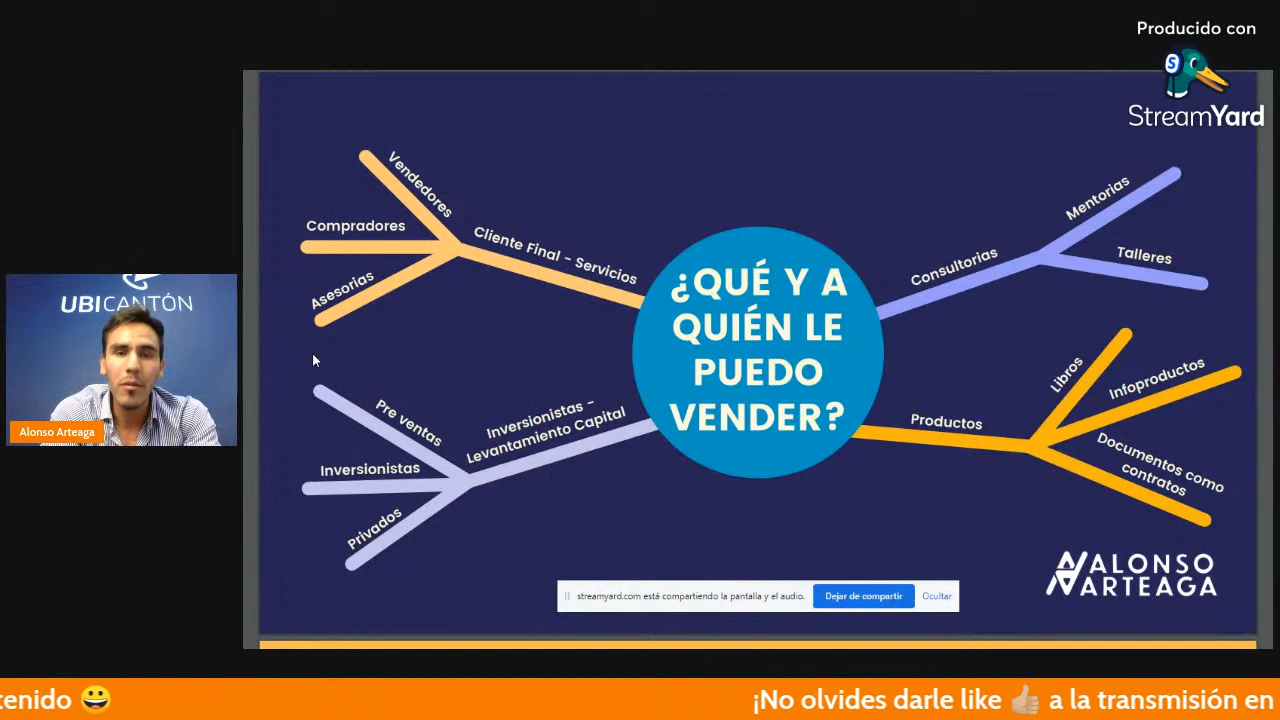 Producido con
StreamYard
Vendedores
Compradores
Asesorias
Cliente Final - Servicios
Mentorias
Talleres
Consultorias
¿QUÉ Y A
QUIÉN LE
PUEDO
VENDER?
UBICANTÓN
Alonso Arteaga
Pre ventas
Inversionistas
Privados
Inversionistas -
Levantamiento Capital
Productos
Libros
Infoproductos
Documentos como
contratos
ALONSO
ARTEAGA
streamyard.com está compartiendo la pantalla y el audio.
Dejar de compartir
Ocultar
tenido 😀
¡No olvides darle like 👍🏼 a la transmisión en